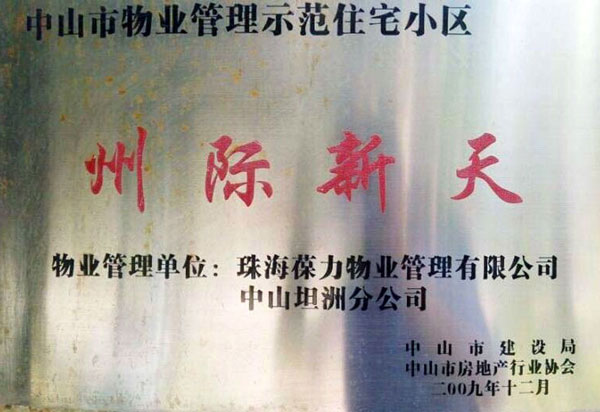 中山市物业管理示范住宅小区
州际新天
物业管理单位：珠海葆力物业管理有限公司
中山坦洲分公司
中山市建设局
中山市房地产行业协会
二00九年十二月